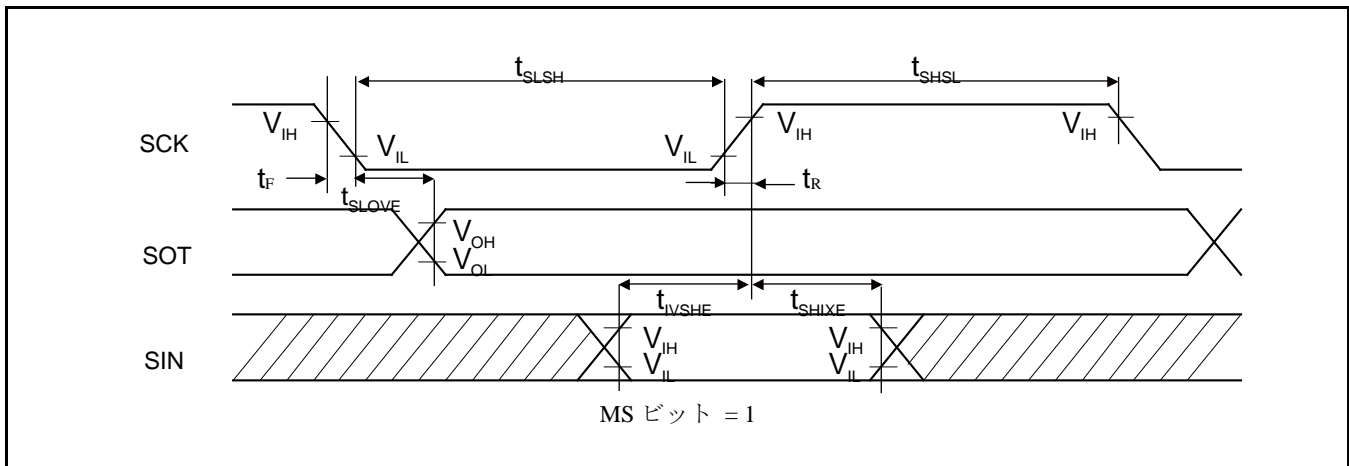 tSLSH
tSHSL
SCK
VIH
VIL
VIL
VIH
VIH
tF
tSLOVE
tR
SOT
VOH
VOL
tIVSHE
tSHIXE
SIN
VIH
VIH
VIL
VIL
MS ビット = 1